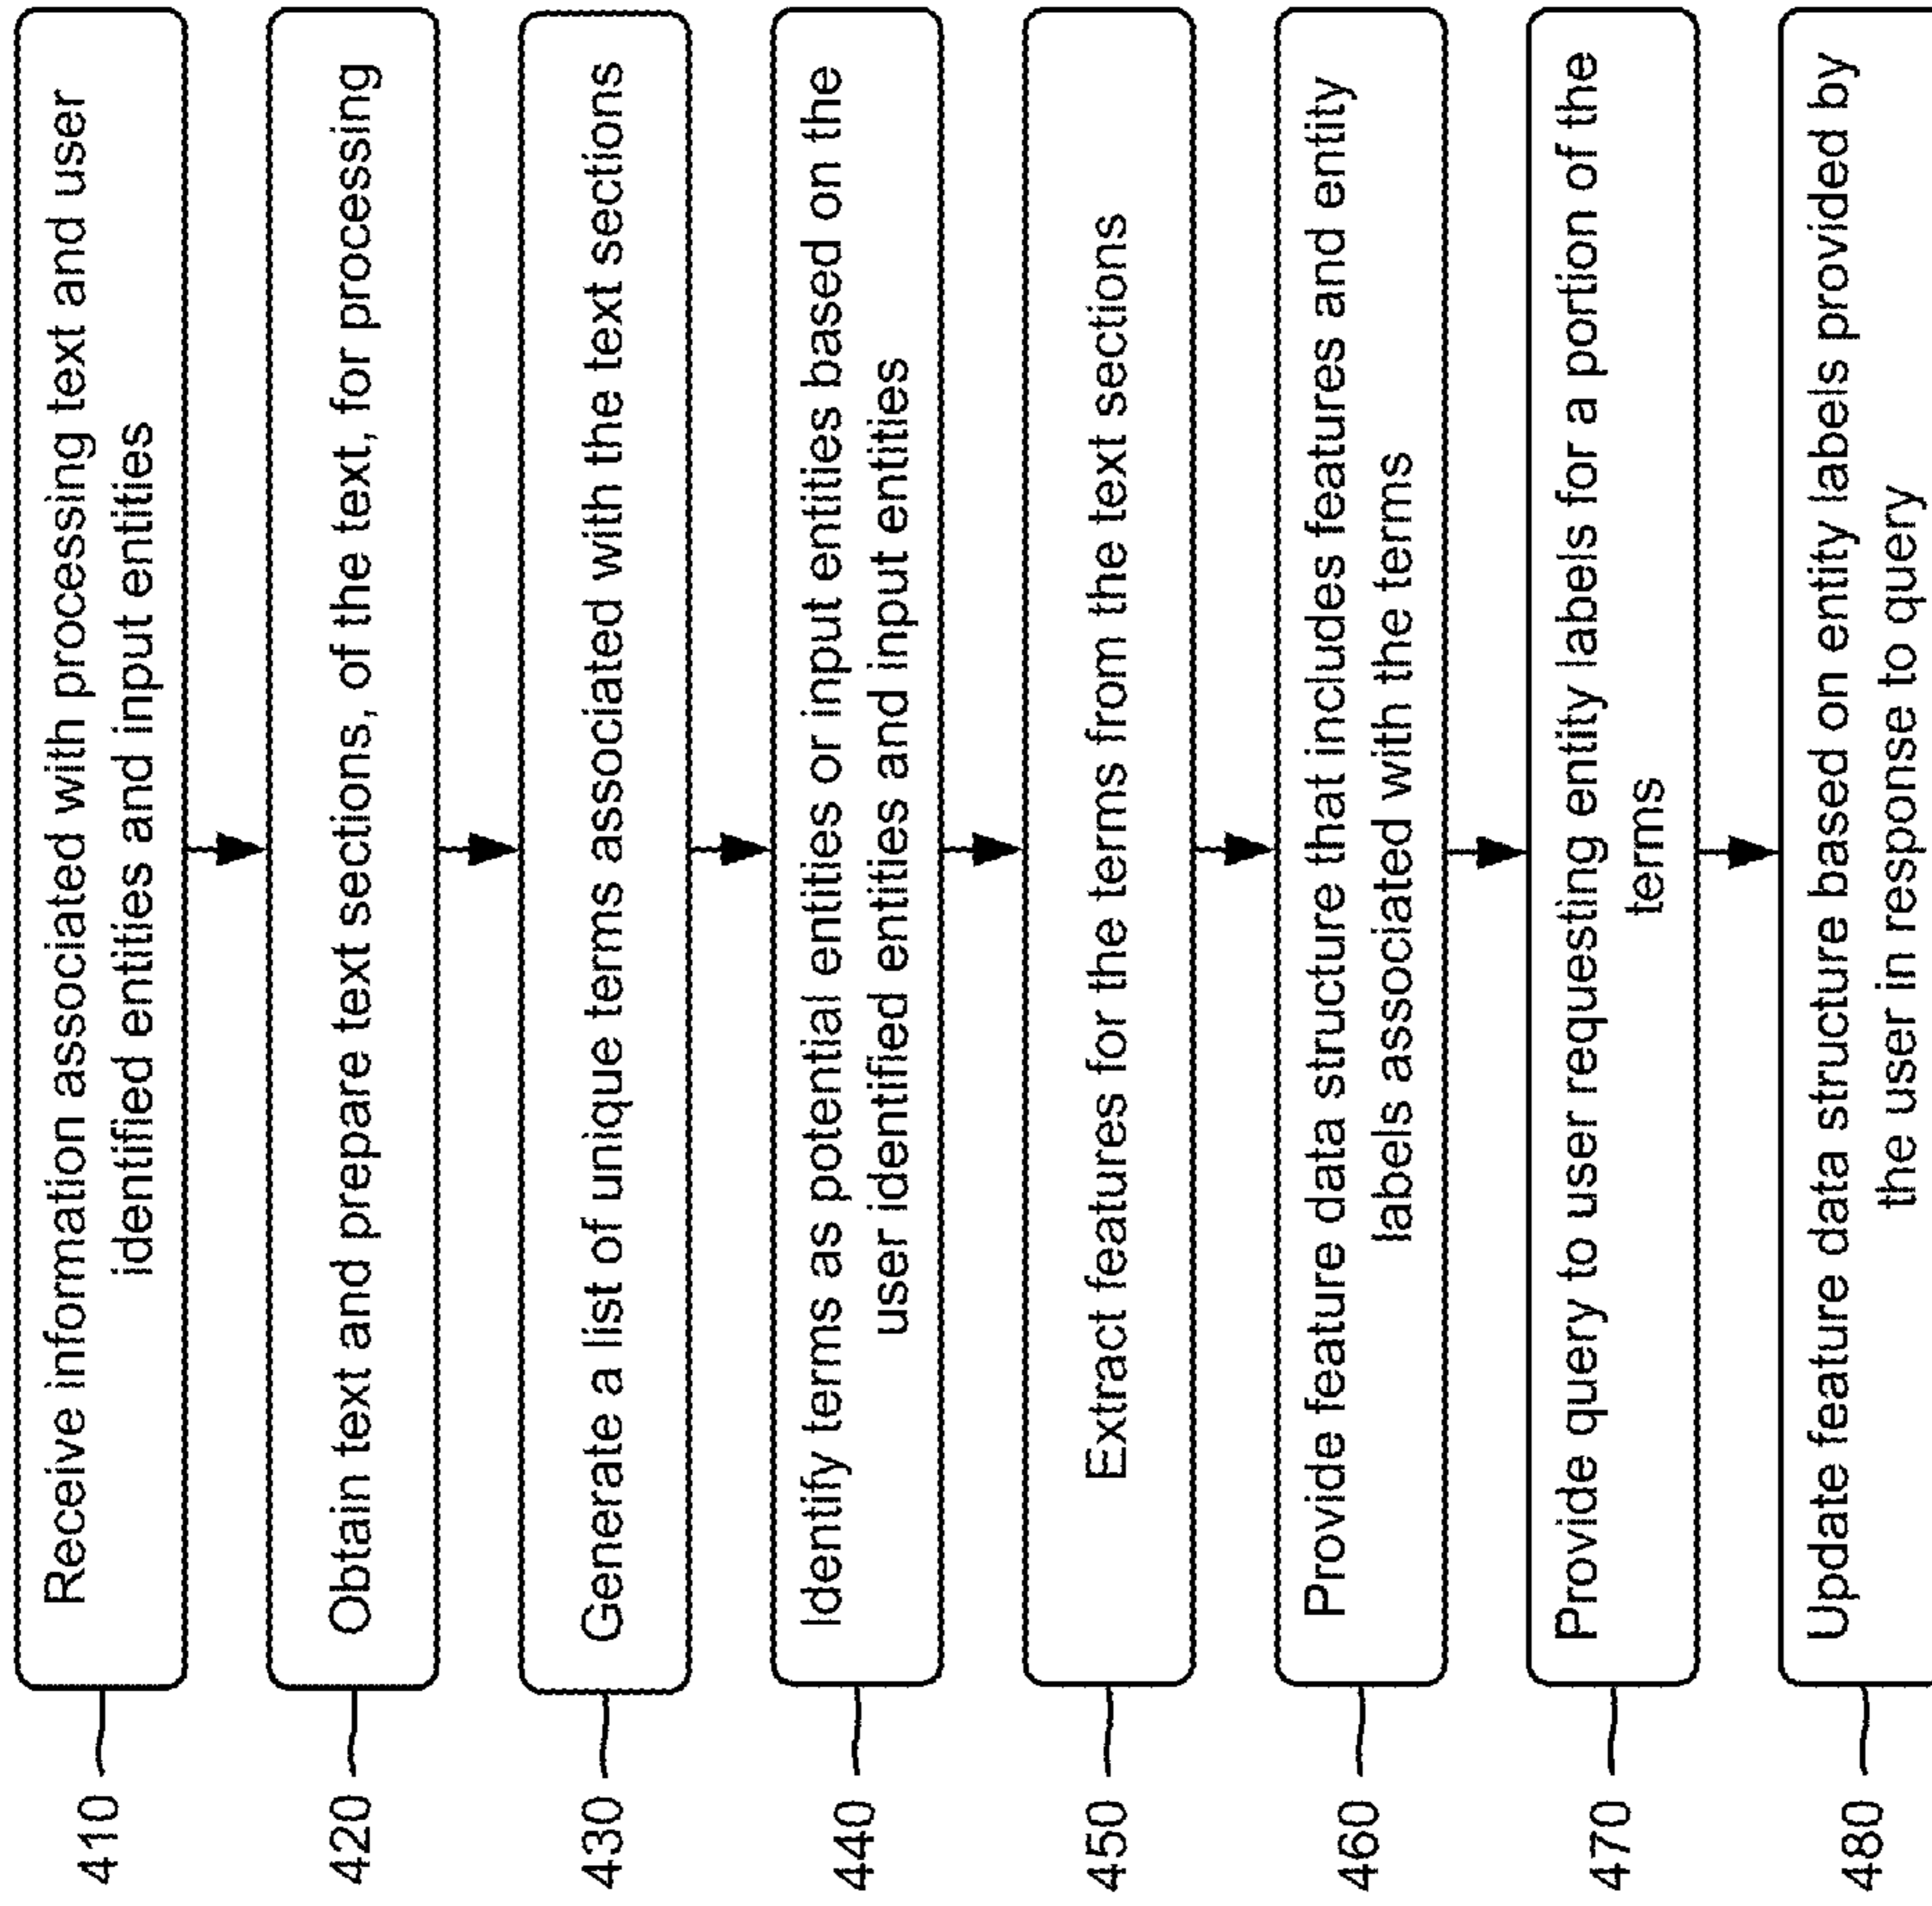 410
Receive information associated with processing text and user
identified entities and input entities
420
Obtain text and prepare text sections, of the text, for processing
430
Generate a list of unique terms associated with the text sections
440
Identify terms as potential entities or input entities based on the
user identified entities and input entities
450
Extract features for the terms from the text sections
460
Provide feature data structure that includes features and entity
labels associated with the terms
470
Provide query to user requesting entity labels for a portion of the
terms
480
Update feature data structure based on entity labels provided by
the user in response to query